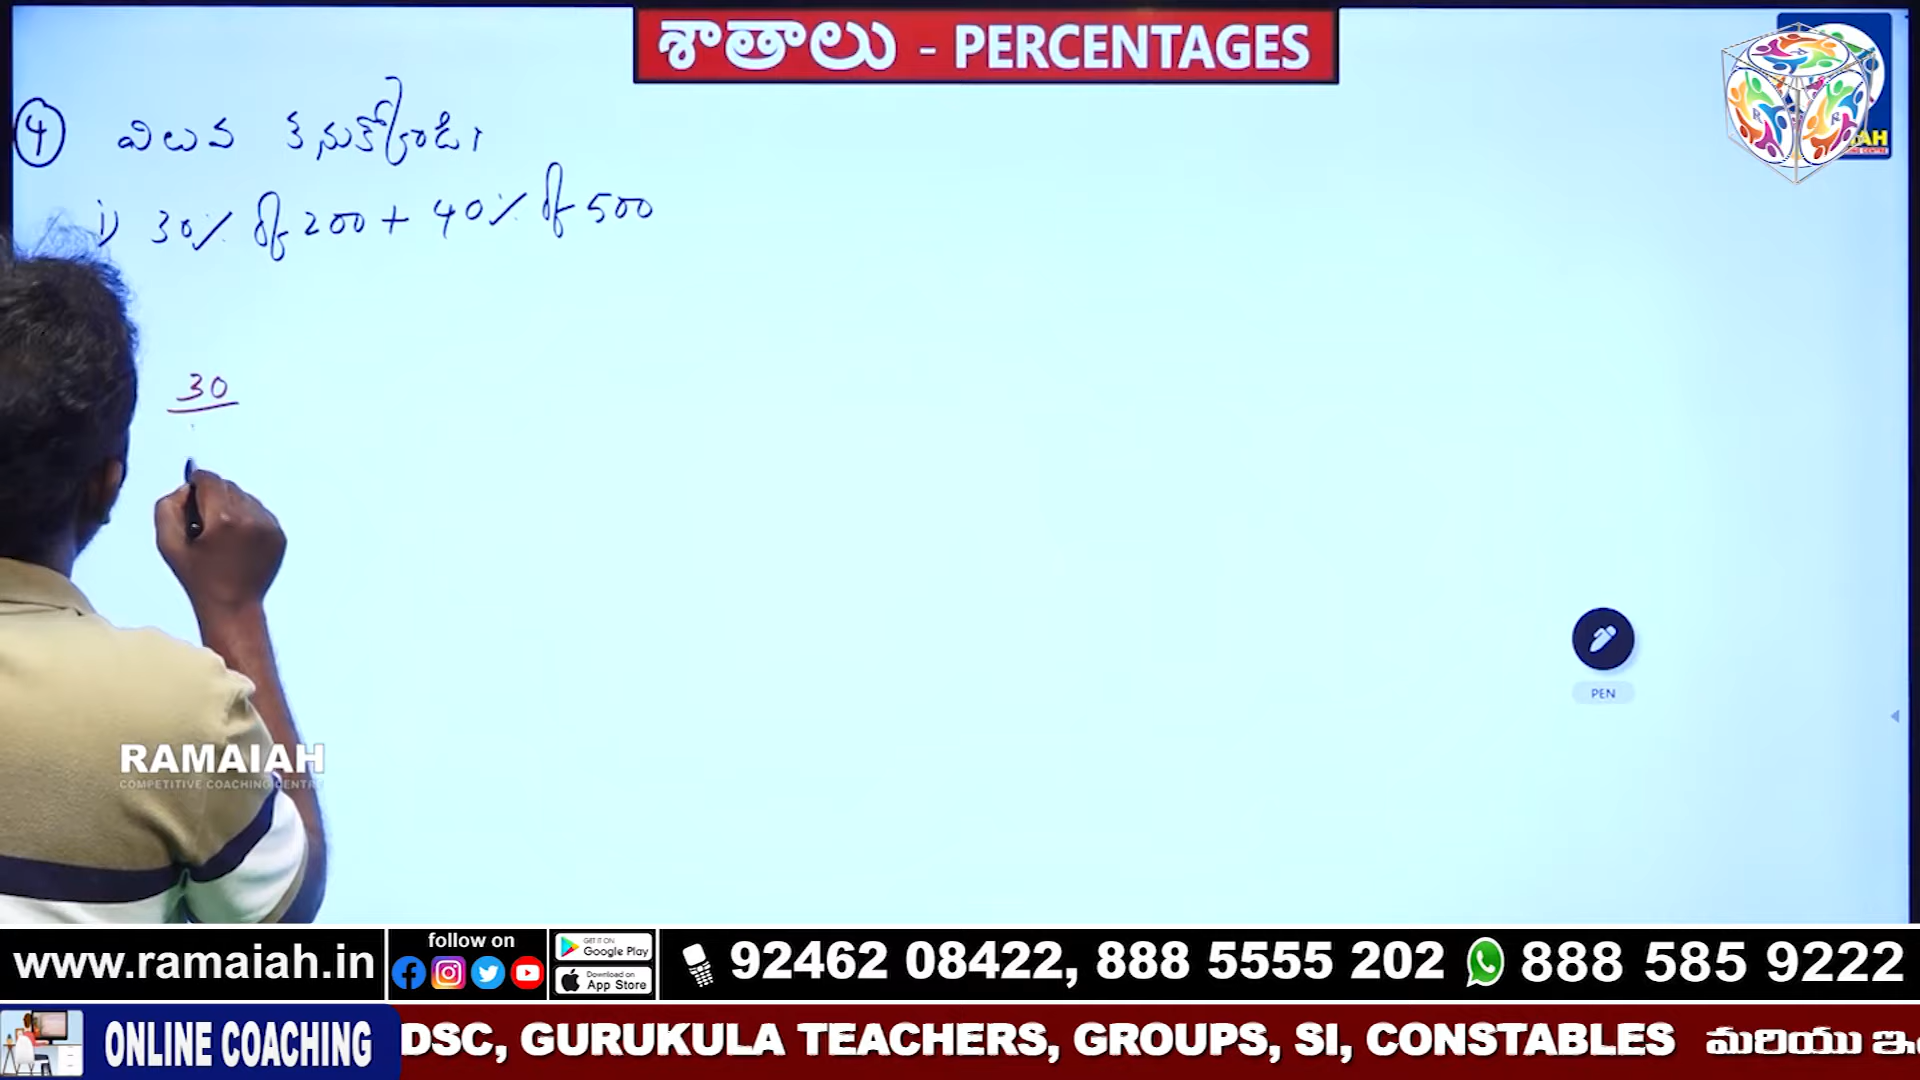 శాతాలు - PERCENTAGES
4 విలువ కనుక్కోండి.
i) 30% of 200 + 40% of 500
30
PEN
RAMAIAH
COMPETITIVE COACHING CENTRE
www.ramaiah.in
follow on
GET IT ON Google Play
Download on App Store
92462 08422, 888 5555 202
888 585 9222
ONLINE COACHING
DSC, GURUKULA TEACHERS, GROUPS, SI, CONSTABLES మరియు